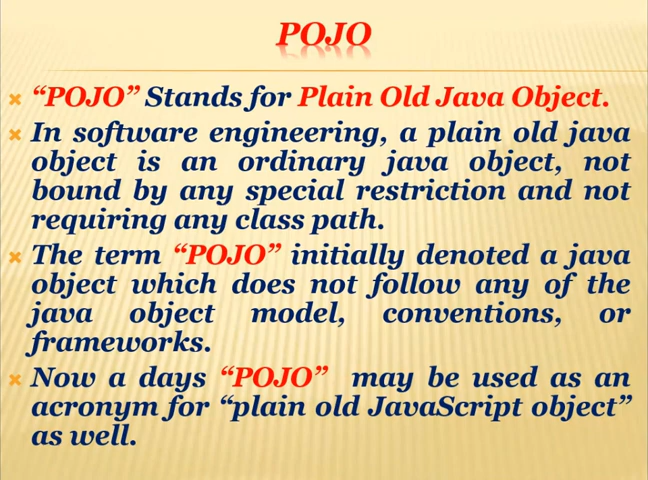 POJO
“POJO” Stands for Plain Old Java Object.
In software engineering, a plain old java
object is an ordinary java object, not
bound by any special restriction and not
requiring any class path.
The term “POJO” initially denoted a java
object which does not follow any of the
java object model, conventions, or
frameworks.
Now a days “POJO” may be used as an
acronym for “plain old JavaScript object”
as well.